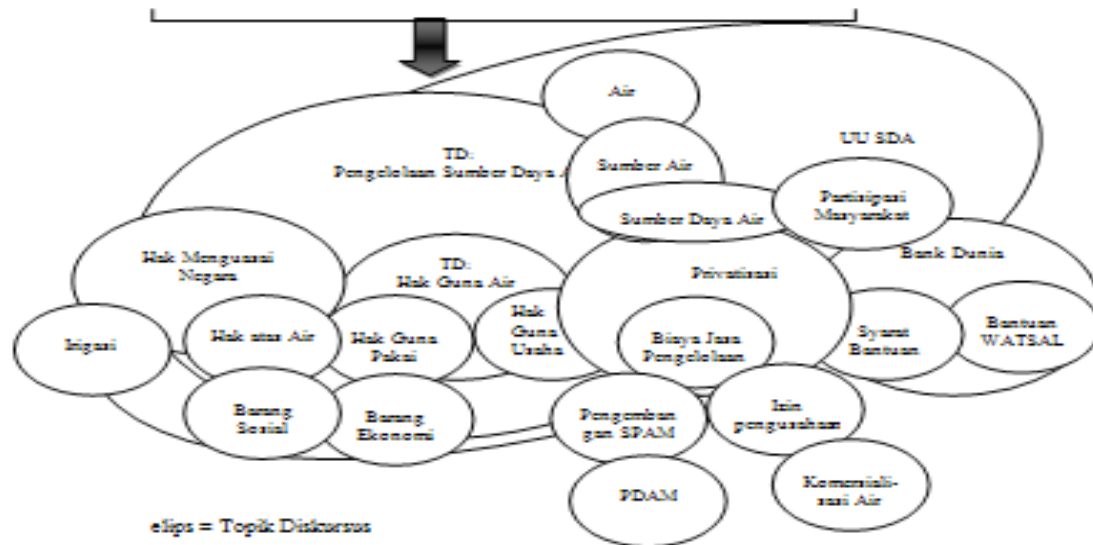 Air
UU SDA
TD:
Pengelolaan Sumber Daya A
Sumber Air
Partisipasi
Masyarakat
Sumber Daya Air
Hak Menguasai
Negara
TD:
Hak Guna Air
Privatisasi
Bank Dunia
Irigasi
Hak atas Air
Hak Guna
Pakai
Hak
Guna
Usaha
Biaya Jasa
Pengelolaan
Syarat
Bantuan
Bantuan
WATSAL
Barang
Sosial
Barang
Ekonomi
Pengemban
gan SPAM
Izin
pengusahaan
PDAM
Komersiali-
sasi Air
elips = Topik Diskursus